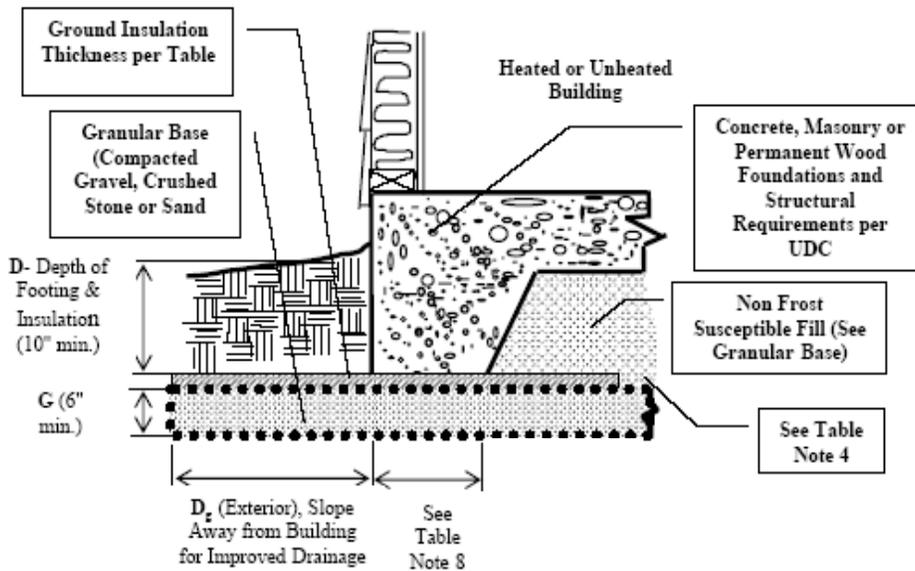 Ground Insulation
Thickness per Table
Granular Base
(Compacted
Gravel, Crushed
Stone or Sand
Heated or Unheated
Building
Concrete, Masonry or
Permanent Wood
Foundations and
Structural
Requirements per
UDC
D- Depth of
Footing &
Insulation
(10" min.)
Non Frost
Susceptible Fill (See
Granular Base)
G (6"
min.)
See Table
Note 4
Dg (Exterior), Slope
Away from Building
for Improved Drainage
See
Table
Note 8